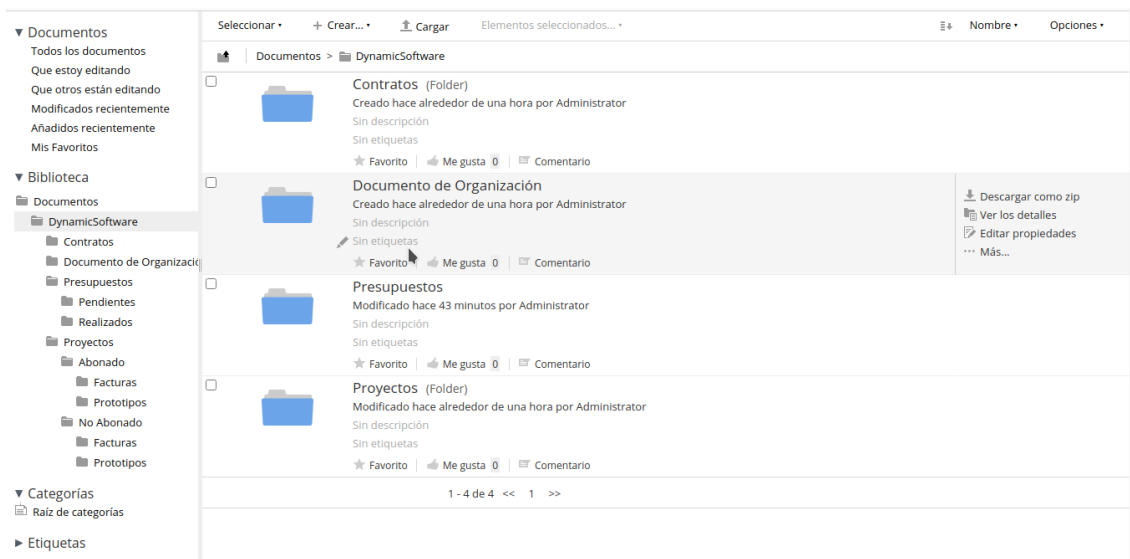 Documentos
Todos los documentos
Que estoy editando
Que otros están editando
Modificados recientemente
Añadidos recientemente
Mis Favoritos
Biblioteca
Documentos
DynamicSoftware
Contratos
Documento de Organizació
Presupuestos
Pendientes
Realizados
Proyectos
Abonado
Facturas
Prototipos
No Abonado
Facturas
Prototipos
Categorías
Raíz de categorías
Etiquetas
Seleccionar Crear... Cargar Elementos seleccionados... Nombre Opciones
Documentos > DynamicSoftware
Contratos (Folder)
Creado hace alrededor de una hora por Administrator
Sin descripción
Sin etiquetas
Favorito Me gusta 0 Comentario
Documento de Organización
Creado hace alrededor de una hora por Administrator
Sin descripción
Sin etiquetas
Favorito Me gusta 0 Comentario
Descargar como zip
Ver los detalles
Editar propiedades
Más...
Presupuestos
Modificado hace 43 minutos por Administrator
Sin descripción
Sin etiquetas
Favorito Me gusta 0 Comentario
Proyectos (Folder)
Modificado hace alrededor de una hora por Administrator
Sin descripción
Sin etiquetas
Favorito Me gusta 0 Comentario
1 - 4 de 4 << 1 >>